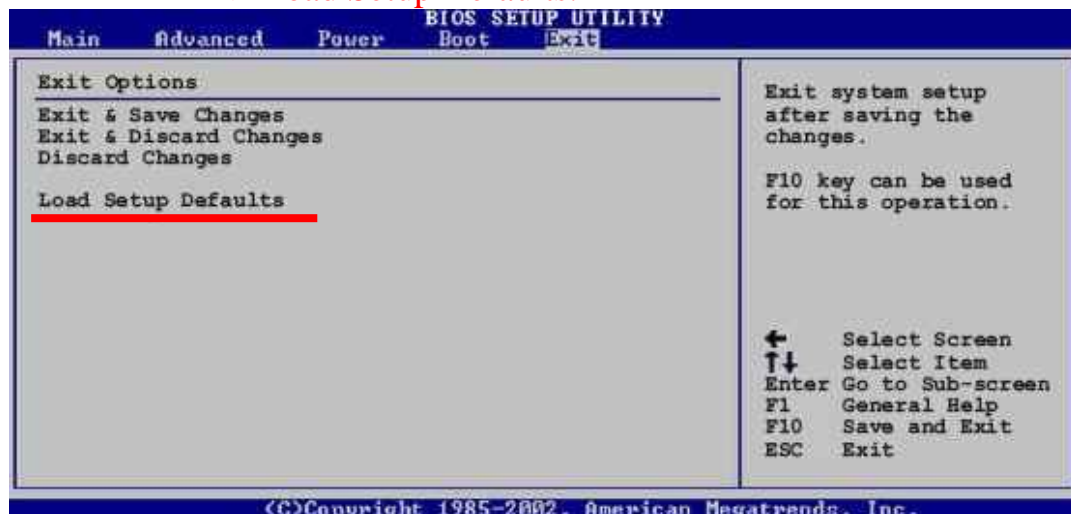 BIOS SETUP UTILITY
Main Advanced Power Boot Exit
Exit Options
Exit & Save Changes
Exit & Discard Changes
Discard Changes
Load Setup Defaults
Exit system setup
after saving the
changes.
F10 key can be used
for this operation.
← Select Screen
↑↓ Select Item
Enter Go to Sub-screen
F1 General Help
F10 Save and Exit
ESC Exit
(C)Copyright 1985-2002, American Megatrends, Inc.